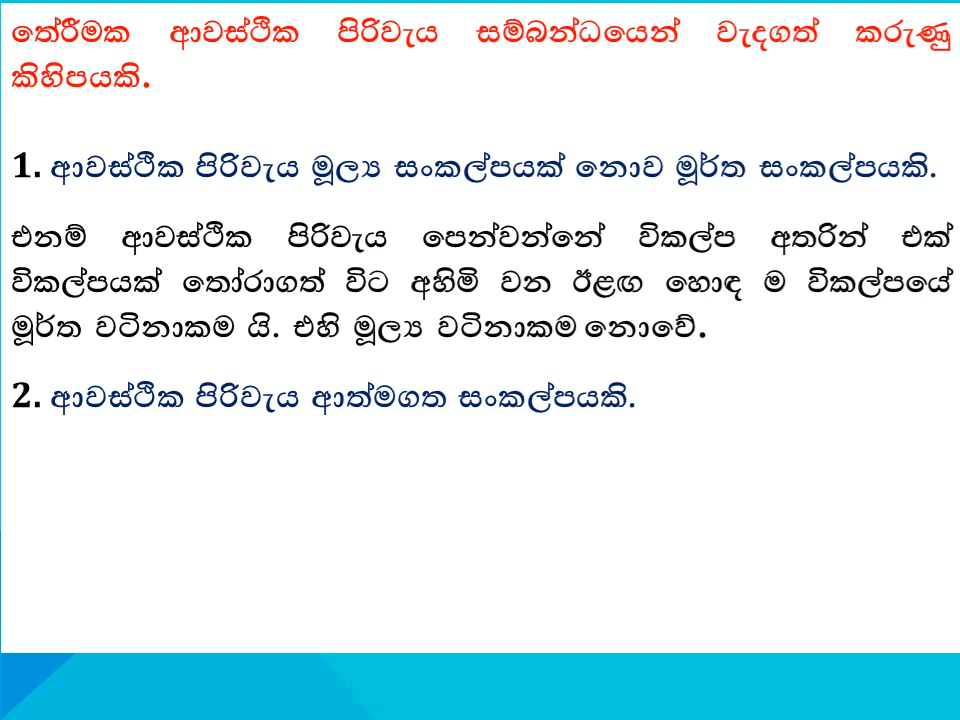 තේරීමක ආවස්ථික පිරිවැය සම්බන්ධයෙන් වැදගත් කරුණු
කිහිපයකි.
1. ආවස්ථික පිරිවැය මූල්‍ය සංකල්පයක් නොව මූර්ත සංකල්පයකි.
එනම් ආවස්ථික පිරිවැය පෙන්වන්නේ විකල්ප අතරින් එක්
විකල්පයක් තෝරාගත් විට අහිමි වන ඊළඟ හොඳ ම විකල්පයේ
මූර්ත වටිනාකම යි. එහි මූල්‍ය වටිනාකම නොවේ.
2. ආවස්ථික පිරිවැය ආත්මගත සංකල්පයකි.